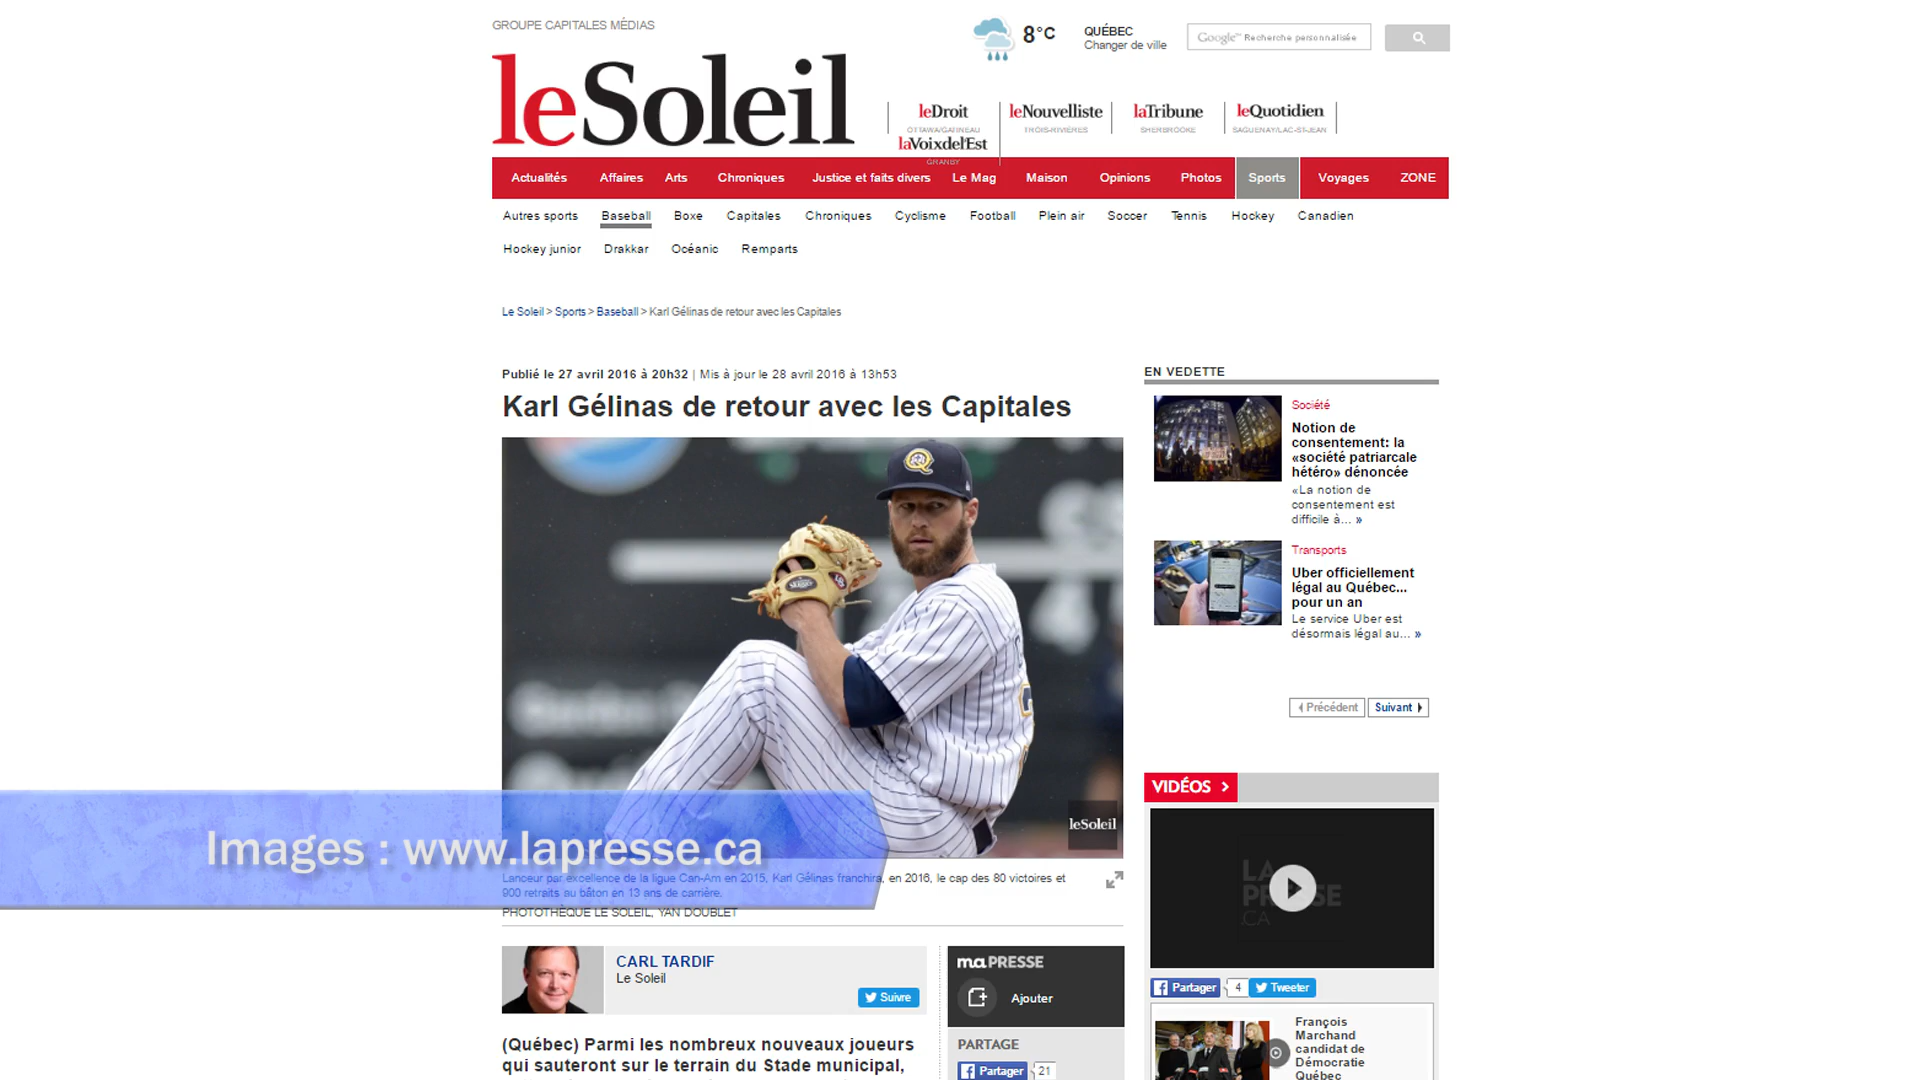 GROUPE CAPITALES MÉDIAS
8°C
QUÉBEC
Changer de ville
Google™ Recherche personnalisée
leSoleil
leDroit
OTTAWA/GATINEAU
leNouvelliste
TROIS-RIVIÈRES
laTribune
SHERBROOKE
leQuotidien
SAGUENAY/LAC-ST-JEAN
laVoixdel'Est
GRANBY
Actualités Affaires Arts Chroniques Justice et faits divers Le Mag Maison Opinions Photos Sports Voyages ZONE
Autres sports Baseball Boxe Capitales Chroniques Cyclisme Football Plein air Soccer Tennis Hockey Canadien
Hockey junior Drakkar Océanic Remparts
Le Soleil > Sports > Baseball > Karl Gélinas de retour avec les Capitales
Publié le 27 avril 2016 à 20h32 | Mis à jour le 28 avril 2016 à 13h53
Karl Gélinas de retour avec les Capitales
Q
leSoleil
Images : www.lapresse.ca
Lanceur par excellence de la ligue Can-Am en 2015, Karl Gélinas franchira, en 2016, le cap des 80 victoires et
900 retraits au bâton en 13 ans de carrière.
PHOTOTHÈQUE LE SOLEIL, YAN DOUBLET
CARL TARDIF
Le Soleil
Suivre
(Québec) Parmi les nombreux nouveaux joueurs
qui sauteront sur le terrain du Stade municipal,
ma PRESSE
Ajouter
PARTAGE
Partager 21
EN VEDETTE
Société
Notion de
consentement: la
«société patriarcale
hétéro» dénoncée
«La notion de
consentement est
difficile à... »
Transports
Uber officiellement
légal au Québec...
pour un an
Le service Uber est
désormais légal au... »
Précédent Suivant
VIDÉOS >
LA
PRESSE
.CA
Partager 4 Tweeter
François
Marchand
candidat de
Démocratie
Québec